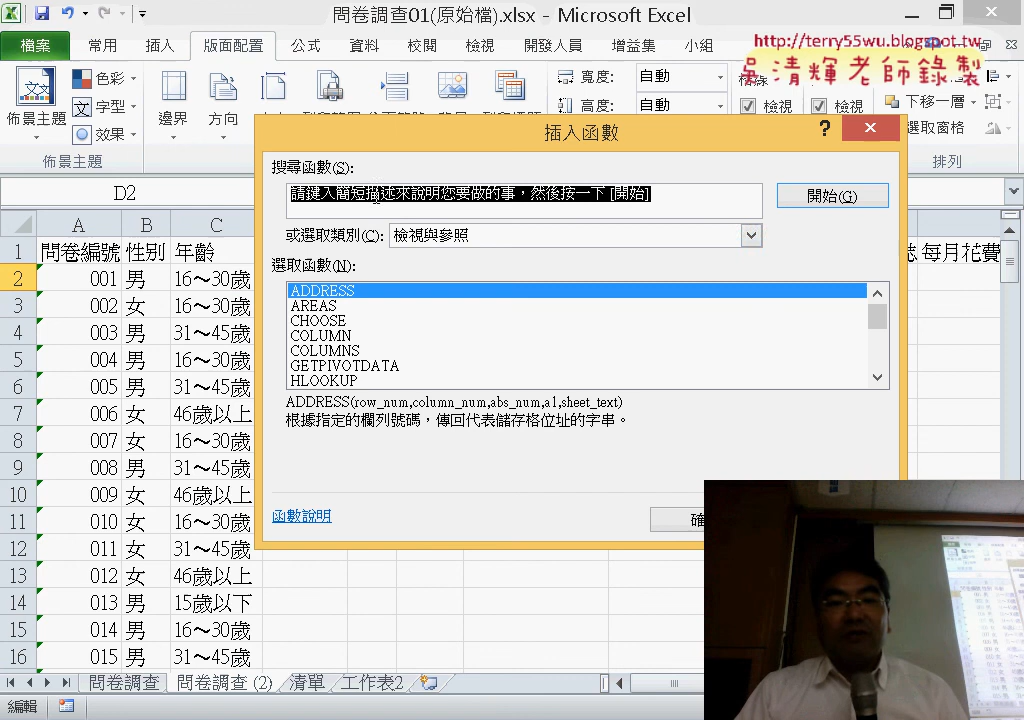 問卷調查01(原始檔).xlsx - Microsoft Excel
檔案 常用 插入 版面配置 公式 資料 校閱 檢視 開發人員 增益集 小組
http://terry55wu.blogspot.tw
吳清輝老師錄製
佈景主題 色彩 字型 效果 邊界 方向
寬度: 自動 高度: 自動
檢視 檢視 下移一層 選取窗格
佈景主題 排列
D2
插入函數
?
搜尋函數(S):
請鍵入簡短描述來說明您要做的事，然後按一下 [開始]
開始(G)
或選取類別(C): 檢視與參照
選取函數(N):
ADDRESS
AREAS
CHOOSE
COLUMN
COLUMNS
GETPIVOTDATA
HLOOKUP
ADDRESS(row_num,column_num,abs_num,a1,sheet_text)
根據指定的欄列號碼，傳回代表儲存格位址的字串。
函數說明
A B C
1 問卷編號 性別 年齡 每月花費
2 001 男 16～30歲
3 002 女 16～30歲
4 003 男 31～45歲
5 004 男 16～30歲
6 005 男 31～45歲
7 006 女 46歲以上
8 007 女 16～30歲
9 008 男 31～45歲
10 009 女 46歲以上
11 010 女 16～30歲
12 011 女 31～45歲
13 012 女 46歲以上
14 013 男 15歲以下
15 014 男 16～30歲
16 015 男 31～45歲
問卷調查 問卷調查 (2) 清單 工作表2
編輯